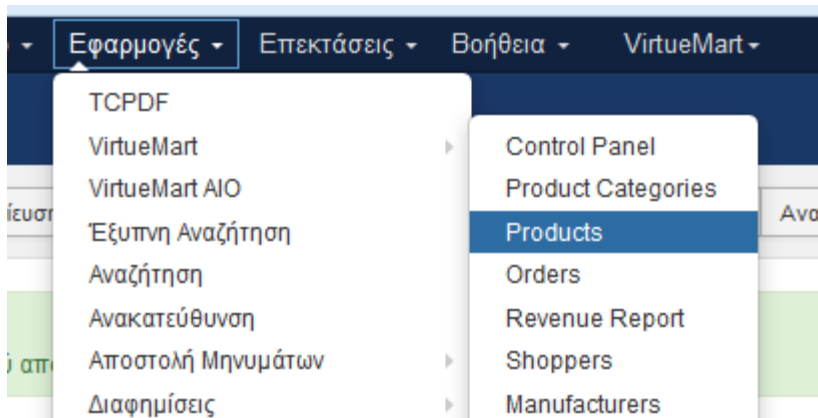 Εφαρμογές Επεκτάσεις Βοήθεια VirtueMart
TCPDF
VirtueMart
VirtueMart AIO
Έξυπνη Αναζήτηση
Αναζήτηση
Ανακατεύθυνση
Αποστολή Μηνυμάτων
Διαφημίσεις
Control Panel
Product Categories
Products
Orders
Revenue Report
Shoppers
Manufacturers